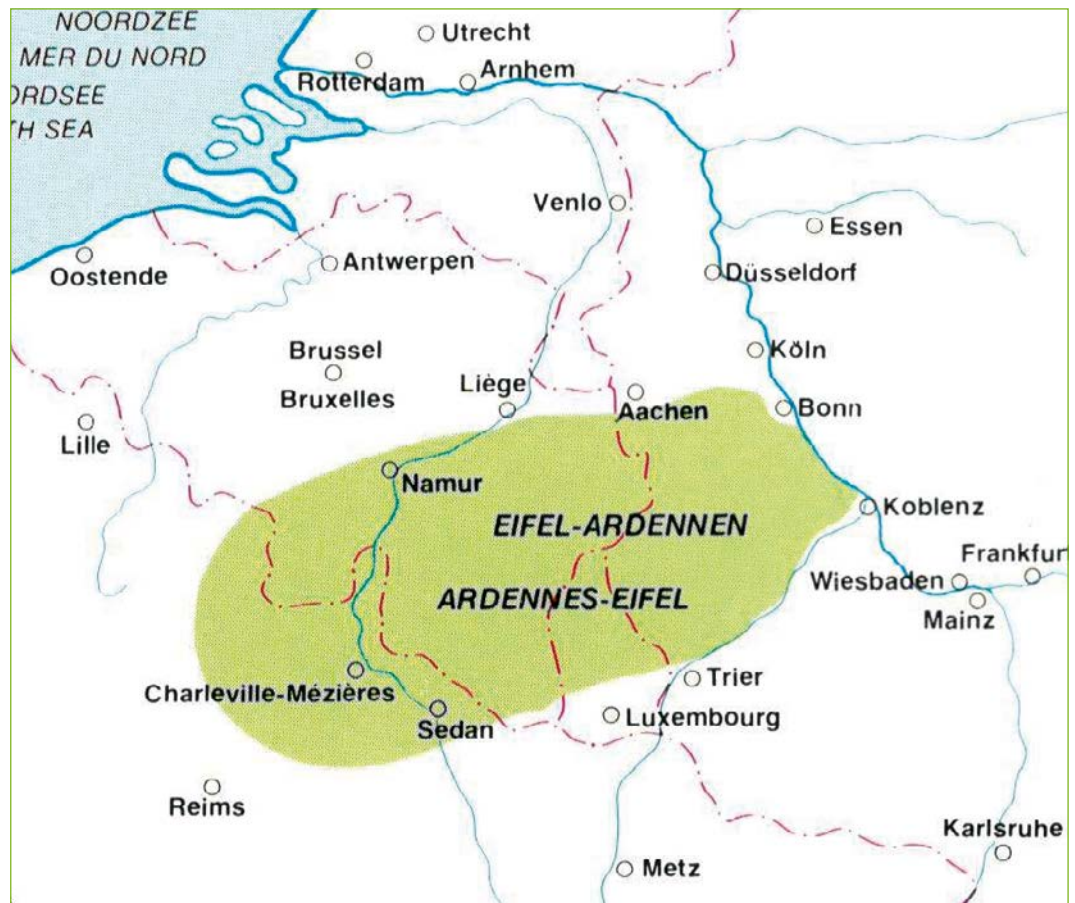 NOORDZEE
MER DU NORD
ORDSEE
TH SEA
Utrecht
Rotterdam
Arnhem
Venlo
Essen
Oostende
Antwerpen
Düsseldorf
Brussel
Bruxelles
Köln
Liège
Aachen
Bonn
Lille
Namur
EIFEL-ARDENNEN
Koblenz
ARDENNES-EIFEL
Frankfur
Wiesbaden
Mainz
Charleville-Mézières
Trier
Sedan
Luxembourg
Reims
Karlsruhe
Metz